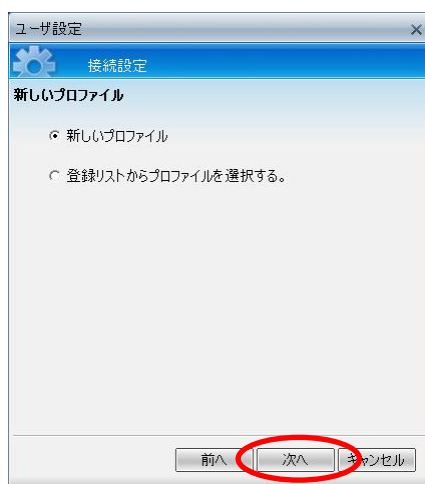 ユーザ設定
接続設定
新しいプロファイル
新しいプロファイル
登録リストからプロファイルを選択する。
前へ 次へ キャンセル